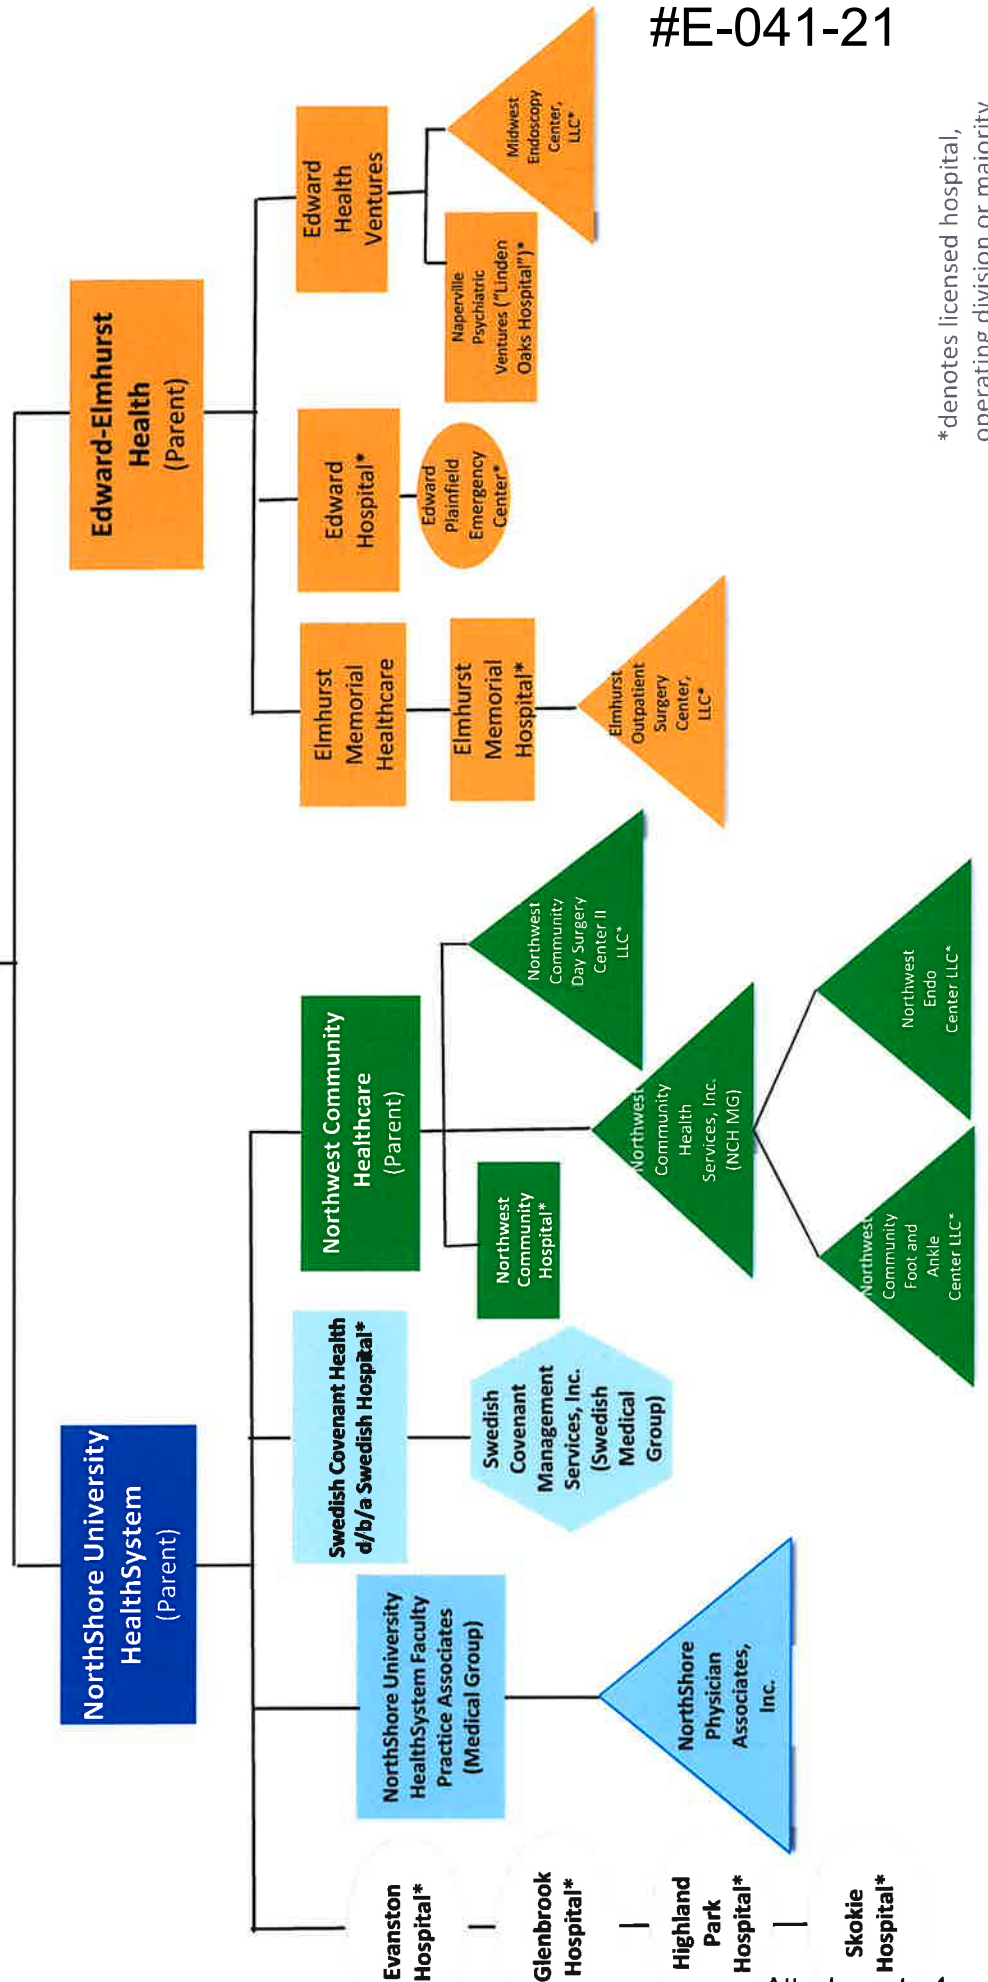 #E-041-21
NorthShore University
HealthSystem
(Parent)
Edward-Elmhurst
Health
(Parent)
Evanston
Hospital*
Glenbrook
Hospital*
Highland
Park
Hospital*
Skokie
Hospital*
NorthShore University
HealthSystem Faculty
Practice Associates
(Medical Group)
NorthShore
Physician
Associates,
Inc.
Swedish Covenant Health
d/b/a Swedish Hospital*
Swedish
Covenant
Management
Services, Inc.
(Swedish
Medical
Group)
Northwest Community
Healthcare
(Parent)
Northwest
Community
Hospital*
Northwest
Community
Health
Services, Inc.
(NCH MG)
Northwest
Community
Day Surgery
Center II
LLC*
Northwest
Community
Foot and
Ankle
Center LLC*
Northwest
Endo
Center LLC*
Elmhurst
Memorial
Healthcare
Elmhurst
Memorial
Hospital*
Elmhurst
Outpatient
Surgery
Center,
LLC*
Edward
Hospital*
Edward
Plainfield
Emergency
Center*
Edward
Health
Ventures
Naperville
Psychiatric
Ventures ("Linden
Oaks Hospital")*
Midwest
Endoscopy
Center,
LLC*
*denotes licensed hospital,
operating division or majority